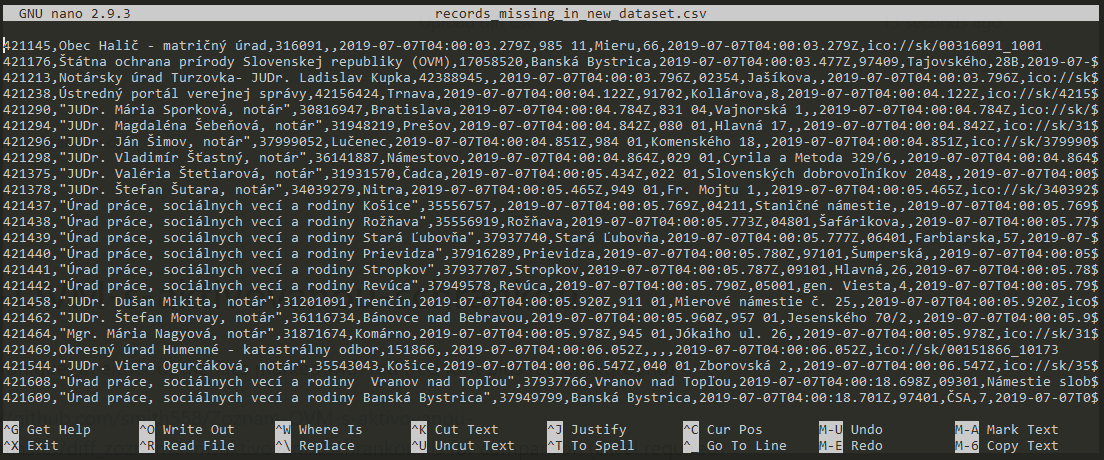 GNU nano 2.9.3 records_missing_in_new_dataset.csv
421145,Obec Halič - matričný úrad,316091,,2019-07-07T04:00:03.279Z,985 11,Mieru,66,2019-07-07T04:00:03.279Z,ico://sk/00316091_1001
421176,Štátna ochrana prírody Slovenskej republiky (OVM),17058520,Banská Bystrica,2019-07-07T04:00:03.477Z,97409,Tajovského,28B,2019-07-$
421213,Notársky úrad Turzovka- JUDr. Ladislav Kupka,42388945,,2019-07-07T04:00:03.796Z,02354,Jašíkova,,2019-07-07T04:00:03.796Z,ico://sk$
421238,Ústredný portál verejnej správy,42156424,Trnava,2019-07-07T04:00:04.122Z,91702,Kollárova,8,2019-07-07T04:00:04.122Z,ico://sk/4215$
421290,"JUDr. Mária Sporková, notár",30816947,Bratislava,2019-07-07T04:00:04.784Z,831 04,Vajnorská 1,,2019-07-07T04:00:04.784Z,ico://sk/$
421294,"JUDr. Magdaléna Šebeňová, notár",31948219,Prešov,2019-07-07T04:00:04.842Z,080 01,Hlavná 17,,2019-07-07T04:00:04.842Z,ico://sk/31$
421296,"JUDr. Ján Šimov, notár",37999052,Lučenec,2019-07-07T04:00:04.851Z,984 01,Komenského 18,,2019-07-07T04:00:04.851Z,ico://sk/379990$
421298,"JUDr. Vladimír Šťastný, notár",36141887,Námestovo,2019-07-07T04:00:04.864Z,029 01,Cyrila a Metoda 329/6,,2019-07-07T04:00:04.864$
421375,"JUDr. Valéria Štetiarová, notár",31931570,Čadca,2019-07-07T04:00:05.434Z,022 01,Slovenských dobrovoľníkov 2048,,2019-07-07T04:00$
421378,"JUDr. Štefan Šutara, notár",34039279,Nitra,2019-07-07T04:00:05.465Z,949 01,Fr. Mojtu 1,,2019-07-07T04:00:05.465Z,ico://sk/340392$
421437,"Úrad práce, sociálnych vecí a rodiny Košice",35556757,,2019-07-07T04:00:05.769Z,04211,Staničné námestie,,2019-07-07T04:00:05.769$
421438,"Úrad práce, sociálnych vecí a rodiny Rožňava",35556919,Rožňava,2019-07-07T04:00:05.773Z,04801,Šafárikova,,2019-07-07T04:00:05.77$
421439,"Úrad práce, sociálnych vecí a rodiny Stará Ľubovňa",37937740,Stará Ľubovňa,2019-07-07T04:00:05.777Z,06401,Farbiarska,57,2019-07-$
421440,"Úrad práce, sociálnych vecí a rodiny Prievidza",37916289,Prievidza,2019-07-07T04:00:05.780Z,97101,Šumperská,,2019-07-07T04:00:05$
421441,"Úrad práce, sociálnych vecí a rodiny Stropkov",37937707,Stropkov,2019-07-07T04:00:05.787Z,09101,Hlavná,26,2019-07-07T04:00:05.78$
421442,"Úrad práce, sociálnych vecí a rodiny Revúca",37949578,Revúca,2019-07-07T04:00:05.790Z,05001,gen. Viesta,4,2019-07-07T04:00:05.79$
421458,"JUDr. Dušan Mikita, notár",31201091,Trenčín,2019-07-07T04:00:05.920Z,911 01,Mierové námestie č. 25,,2019-07-07T04:00:05.920Z,ico$
421462,"JUDr. Štefan Morvay, notár",36116734,Bánovce nad Bebravou,2019-07-07T04:00:05.960Z,957 01,Jesenského 70/2,,2019-07-07T04:00:05.9$
421464,"Mgr. Mária Nagyová, notár",31871674,Komárno,2019-07-07T04:00:05.978Z,945 01,Jókaiho ul. 26,,2019-07-07T04:00:05.978Z,ico://sk/31$
421469,Okresný úrad Humenné - katastrálny odbor,151866,,2019-07-07T04:00:06.052Z,,,,2019-07-07T04:00:06.052Z,ico://sk/00151866_10173
421544,"JUDr. Viera Ogurčáková, notár",35543043,Košice,2019-07-07T04:00:06.547Z,040 01,Zborovská 2,,2019-07-07T04:00:06.547Z,ico://sk/35$
421608,"Úrad práce, sociálnych vecí a rodiny  Vranov nad Topľou",37937766,Vranov nad Topľou,2019-07-07T04:00:18.698Z,09301,Námestie slob$
421609,"Úrad práce, sociálnych vecí a rodiny Banská Bystrica",37949799,Banská Bystrica,2019-07-07T04:00:18.701Z,97401,ČSA,7,2019-07-07T0$
^G Get Help ^O Write Out ^W Where Is ^K Cut Text ^J Justify ^C Cur Pos M-U Undo M-A Mark Text
^X Exit ^R Read File ^\ Replace ^U Uncut Text ^T To Spell ^_ Go To Line M-E Redo M-6 Copy Text